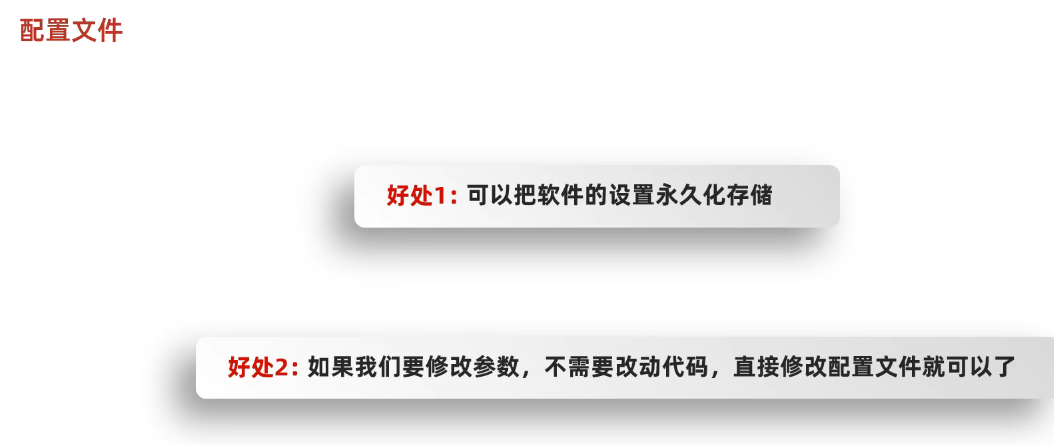 配置文件
好处1：可以把软件的设置永久化存储
好处2：如果我们要修改参数，不需要改动代码，直接修改配置文件就可以了